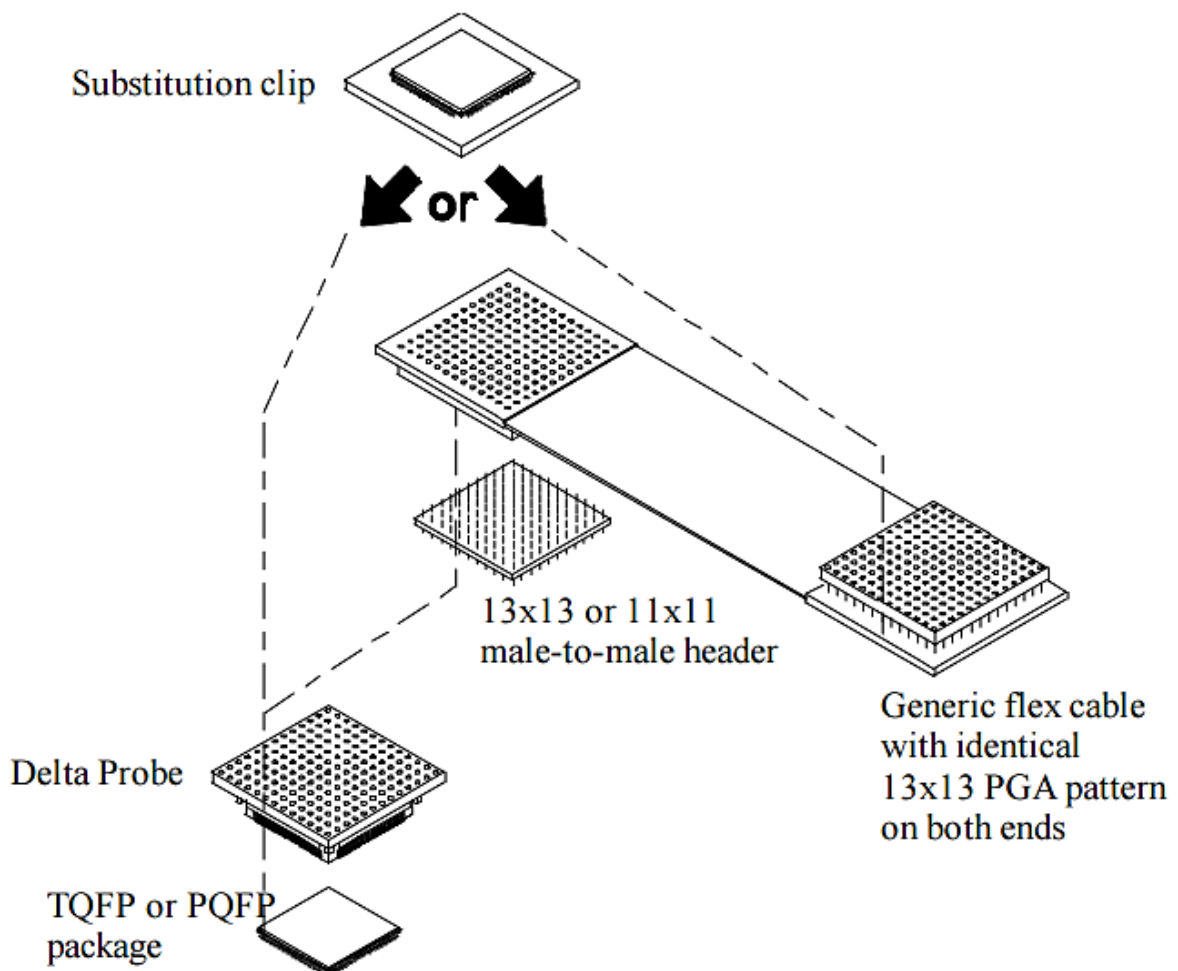 Substitution clip
or
13x13 or 11x11
male-to-male header
Generic flex cable
with identical
13x13 PGA pattern
on both ends
Delta Probe
TQFP or PQFP
package